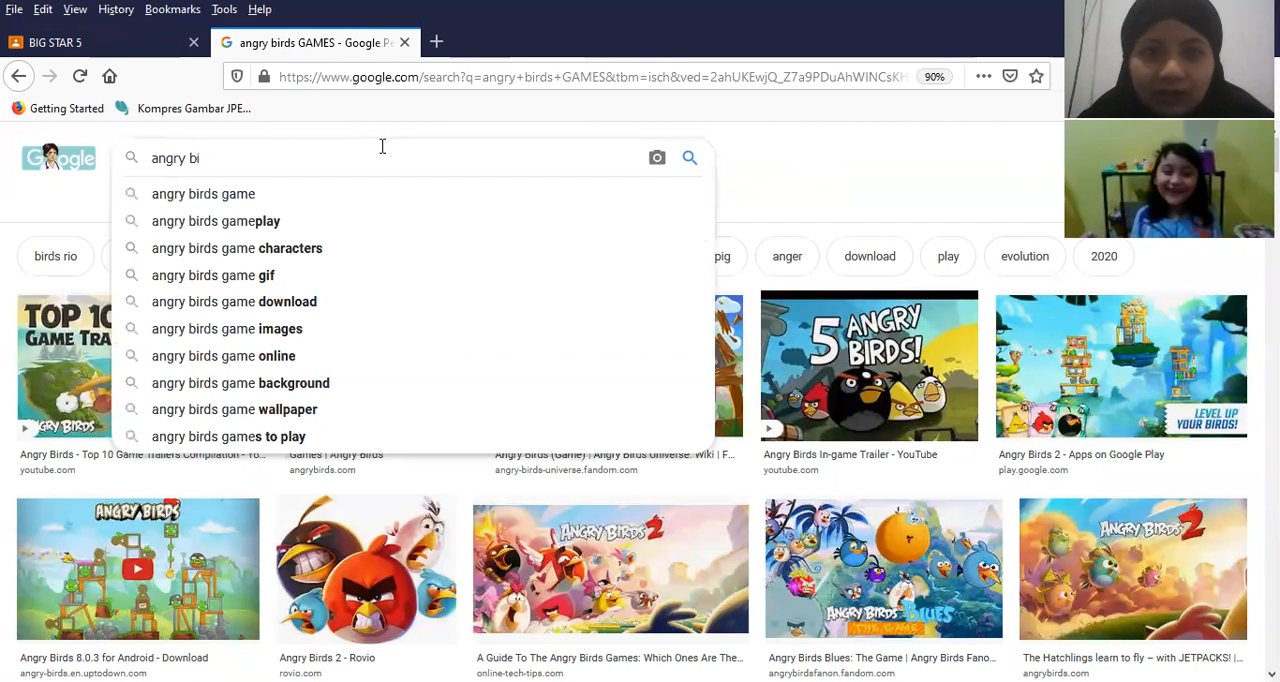 File Edit View History Bookmarks Tools Help
BIG STAR 5
angry birds GAMES - Google Pe
https://www.google.com/search?q=angry+birds+GAMES&tbm=isch&ved=2ahUKEwjQ_Z7a9PDuAhWINCsKH
90%
Getting Started
Kompres Gambar JPE...
Google
angry bi
angry birds game
angry birds gameplay
angry birds game characters
angry birds game gif
angry birds game download
angry birds game images
angry birds game online
angry birds game background
angry birds game wallpaper
angry birds games to play
birds rio
pig
anger
download
play
evolution
2020
TOP 10
GAME TRA
ANGRY BIRDS
5 ANGRY
BIRDS!
LEVEL UP
YOUR BIRDS!
Angry Birds - Top 10 Game Trailers Compilation - Yo...
youtube.com
Games | Angry Birds
angrybirds.com
Angry Birds (Game) | Angry Birds Universe. Wiki | F...
angry-birds-universe.fandom.com
Angry Birds In-game Trailer - YouTube
youtube.com
Angry Birds 2 - Apps on Google Play
play.google.com
ANGRY BIRDS
ANGRY BIRDS 2
ANGRY BIRDS BLUES
THE GAME
ANGRY BIRDS 2
Angry Birds 8.0.3 for Android - Download
angry-birds.en.uptodown.com
Angry Birds 2 - Rovio
rovio.com
A Guide To The Angry Birds Games: Which Ones Are The...
online-tech-tips.com
Angry Birds Blues: The Game | Angry Birds Fano...
angrybirdsfanon.fandom.com
The Hatchlings learn to fly – with JETPACKS! |...
angrybirds.com